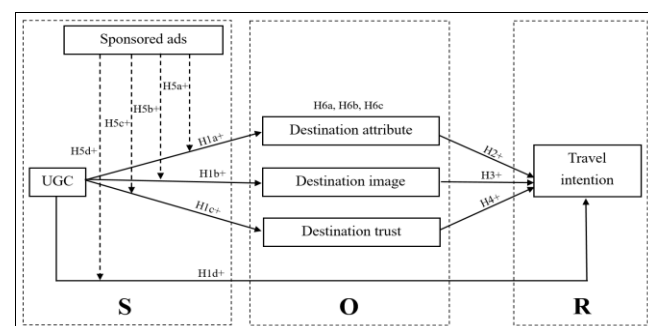 Sponsored ads
H5a+
H5b+
H5c+
H5d+
H6a, H6b, H6c
Destination attribute
H1a+
H2+
UGC
H1b+
Destination image
H3+
Travel
intention
H1c+
H4+
Destination trust
H1d+
S
O
R